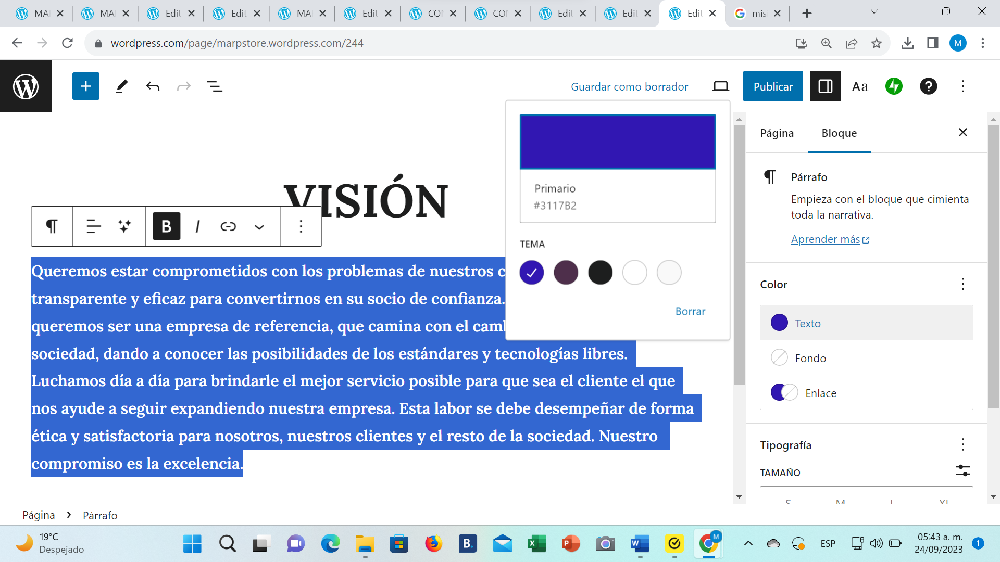 MA
MA
Edit
Edit
MA
Edit
CO
CO
Edit
Edit
Edit
mis
wordpress.com/page/marpstore.wordpress.com/244
M
Guardar como borrador
Publicar
Aa
Página
Bloque
VISIÓN
Primario
#3117B2
TEMA
Borrar
B
I
Queremos estar comprometidos con los problemas de nuestros c
transparente y eficaz para convertirnos en su socio de confianza.
queremos ser una empresa de referencia, que camina con el camb
sociedad, dando a conocer las posibilidades de los estándares y tecnologías libres.
Luchamos día a día para brindarle el mejor servicio posible para que sea el cliente el que
nos ayude a seguir expandiendo nuestra empresa. Esta labor se debe desempeñar de forma
ética y satisfactoria para nosotros, nuestros clientes y el resto de la sociedad. Nuestro
compromiso es la excelencia.
Párrafo
Empieza con el bloque que cimienta
toda la narrativa.
Aprender más
Color
Texto
Fondo
Enlace
Tipografía
TAMAÑO
S M L XL
Página > Párrafo
19°C
Despejado
B.
M
ESP
05:43 a. m.
24/09/2023
1